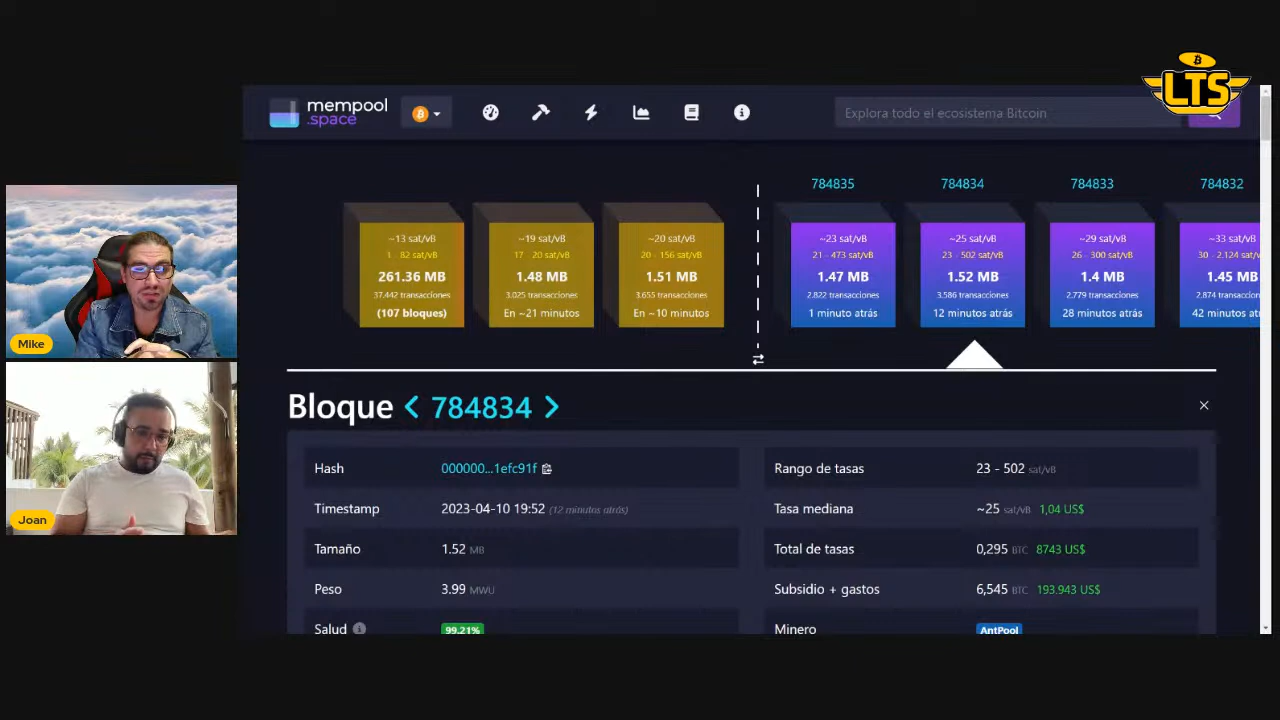 LTS
mempool
.space
Explora todo el ecosistema Bitcoin
784835
784834
784833
784832
~13 sat/vB
1 - 82 sat/vB
261.36 MB
37.442 transacciones
(107 bloques)
~19 sat/vB
17 - 20 sat/vB
1.48 MB
3.025 transacciones
En ~21 minutos
~20 sat/vB
20 - 156 sat/vB
1.51 MB
3.655 transacciones
En ~10 minutos
~23 sat/vB
21 - 473 sat/vB
1.47 MB
2.822 transacciones
1 minuto atrás
~25 sat/vB
23 - 502 sat/vB
1.52 MB
3.586 transacciones
12 minutos atrás
~29 sat/vB
26 - 300 sat/vB
1.4 MB
2.779 transacciones
28 minutos atrás
~33 sat/vB
30 - 2.124 sat/vB
1.45 MB
2.874 transacciones
42 minutos atrás
Mike
Joan
Bloque < 784834 >
Hash 000000...1efc91f
Timestamp 2023-04-10 19:52 (12 minutos atrás)
Tamaño 1.52 MB
Peso 3.99 MWU
Salud 99.21%
Rango de tasas 23 - 502 sat/vB
Tasa mediana ~25 sat/vB 1,04 US$
Total de tasas 0,295 BTC 8743 US$
Subsidio + gastos 6,545 BTC 193.943 US$
Minero AntPool